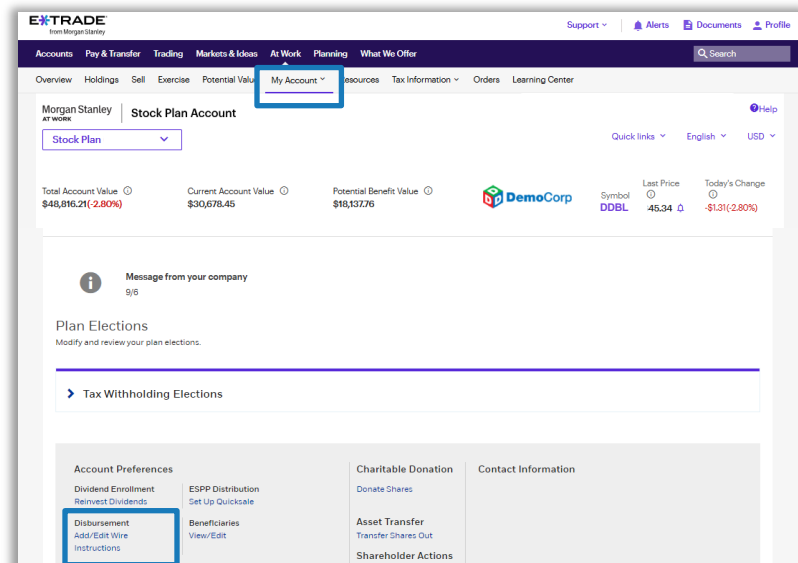 E*TRADE
from Morgan Stanley
Support
Alerts
Documents
Profile
Accounts Pay & Transfer Trading Markets & Ideas At Work Planning What We Offer
Search
Overview Holdings Sell Exercise Potential Valu My Account esources Tax Information Orders Learning Center
Morgan Stanley
AT WORK
Stock Plan Account
Help
Stock Plan
Quick links English USD
Total Account Value
$48,816.21(-2.80%)
Current Account Value
$30,678.45
Potential Benefit Value
$18,137.76
DemoCorp
Symbol
DDBL
Last Price
45.34
Today's Change
-$1.31(-2.80%)
Message from your company
9/6
Plan Elections
Modify and review your plan elections.
Tax Withholding Elections
Account Preferences
Dividend Enrollment
Reinvest Dividends
ESPP Distribution
Set Up Quicksale
Disbursement
Add/Edit Wire
Instructions
Beneficiaries
View/Edit
Charitable Donation
Donate Shares
Asset Transfer
Transfer Shares Out
Shareholder Actions
Contact Information